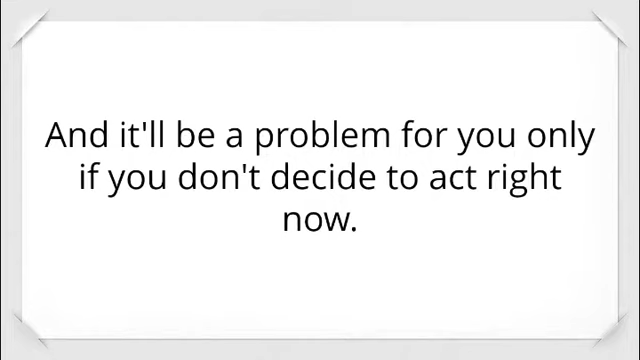 And it'll be a problem for you only
if you don't decide to act right
now.